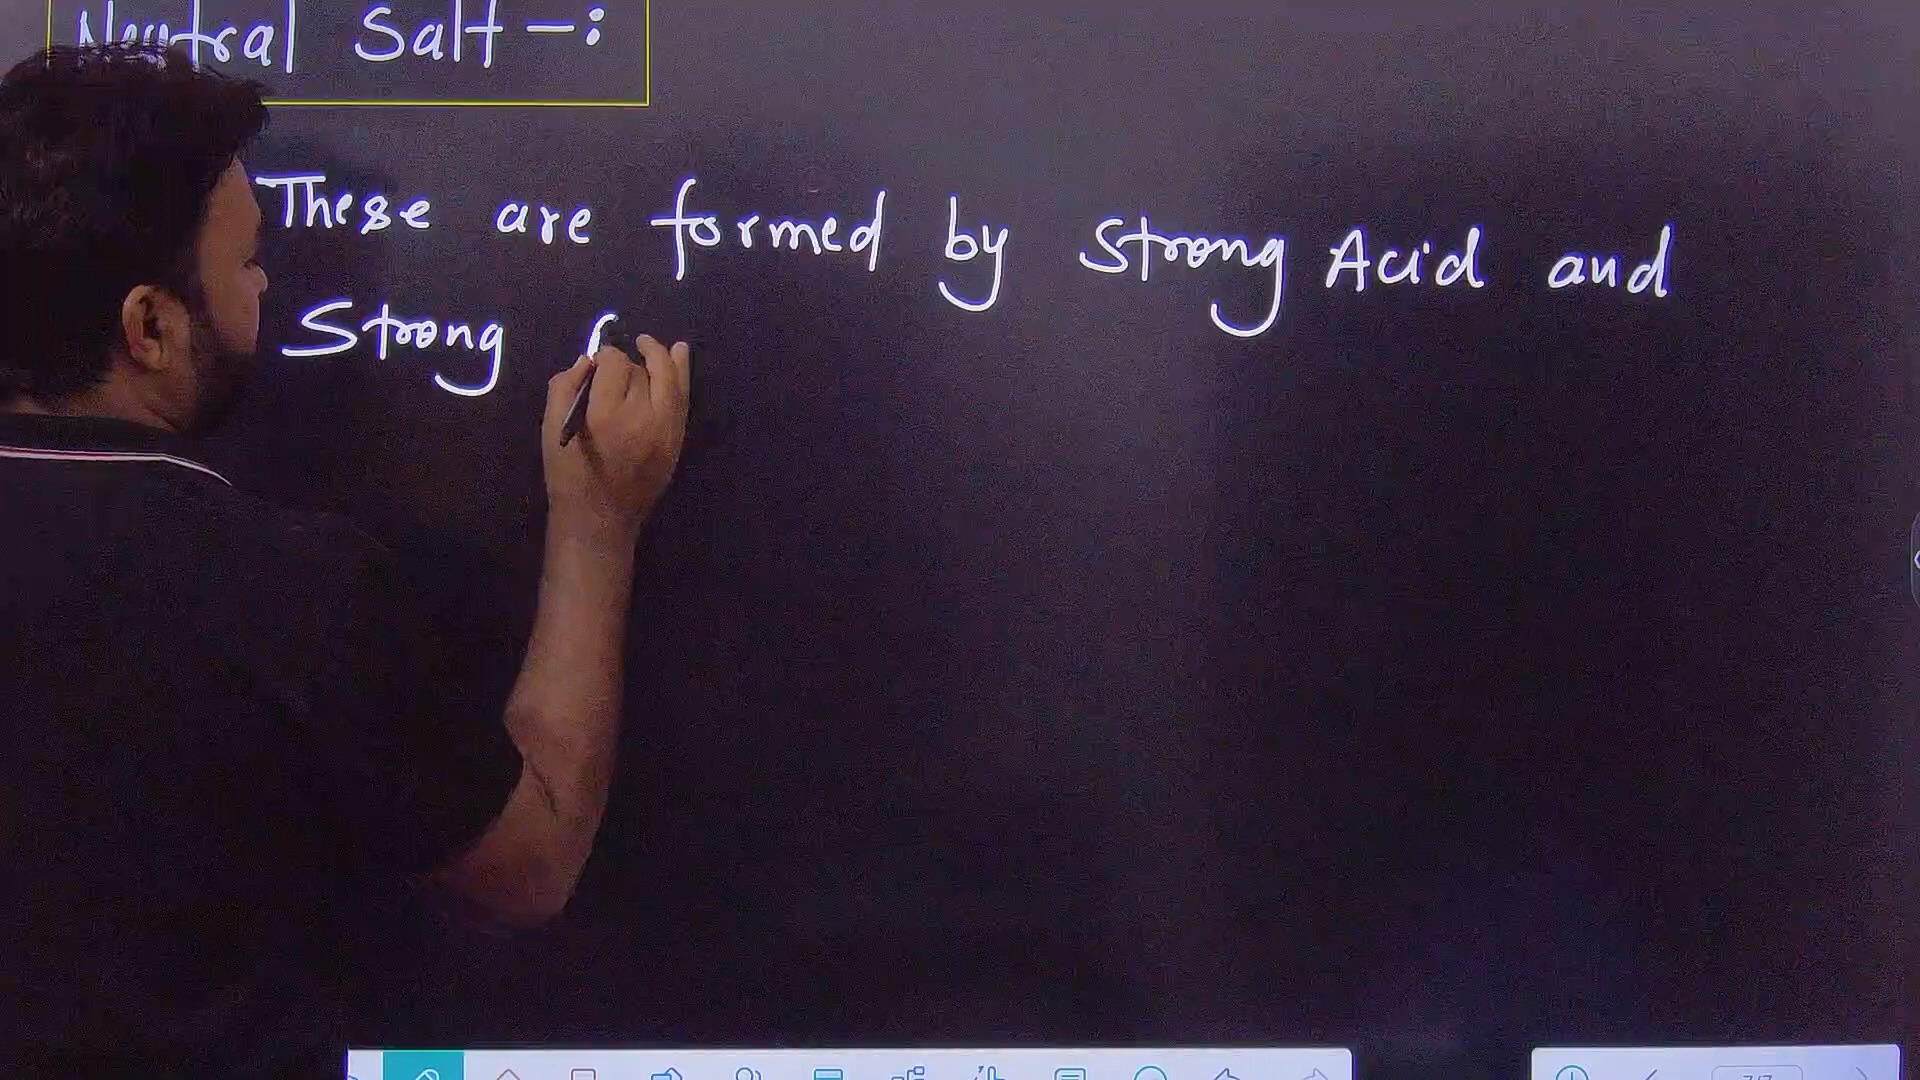 Neutral Salt -:
These are formed by Strong Acid and
Strong